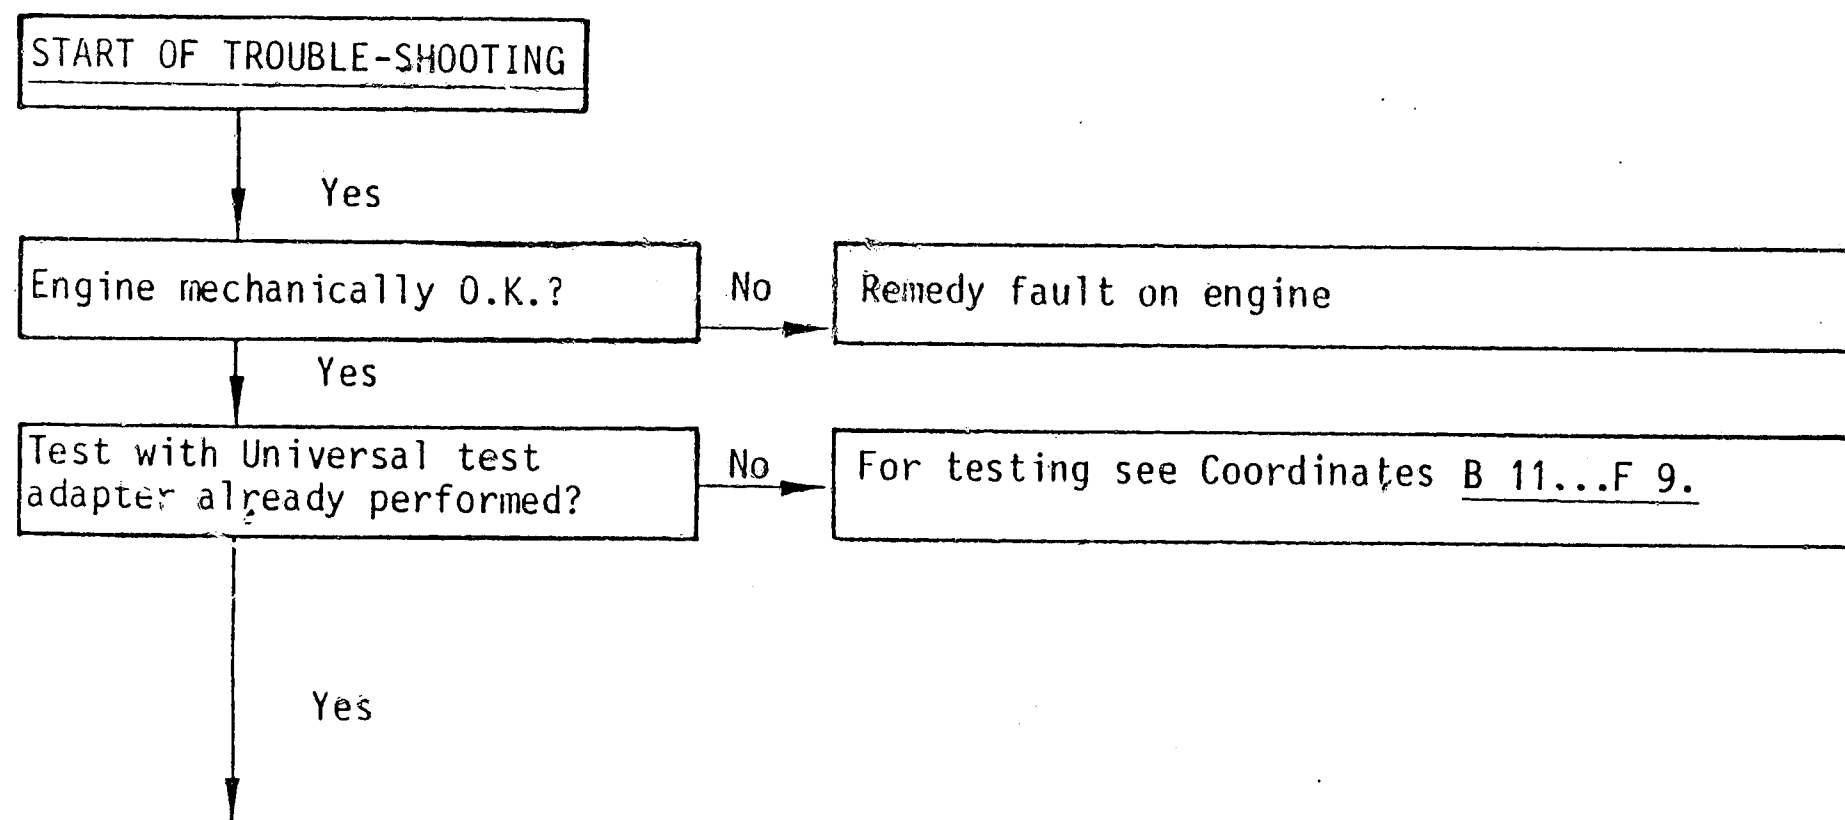 START OF TROUBLE-SHOOTING
Yes
Engine mechanically O.K.?
No
Remedy fault on engine
Yes
Test with Universal test
adapter already performed?
No
For testing see Coordinates B 11...F 9.
Yes